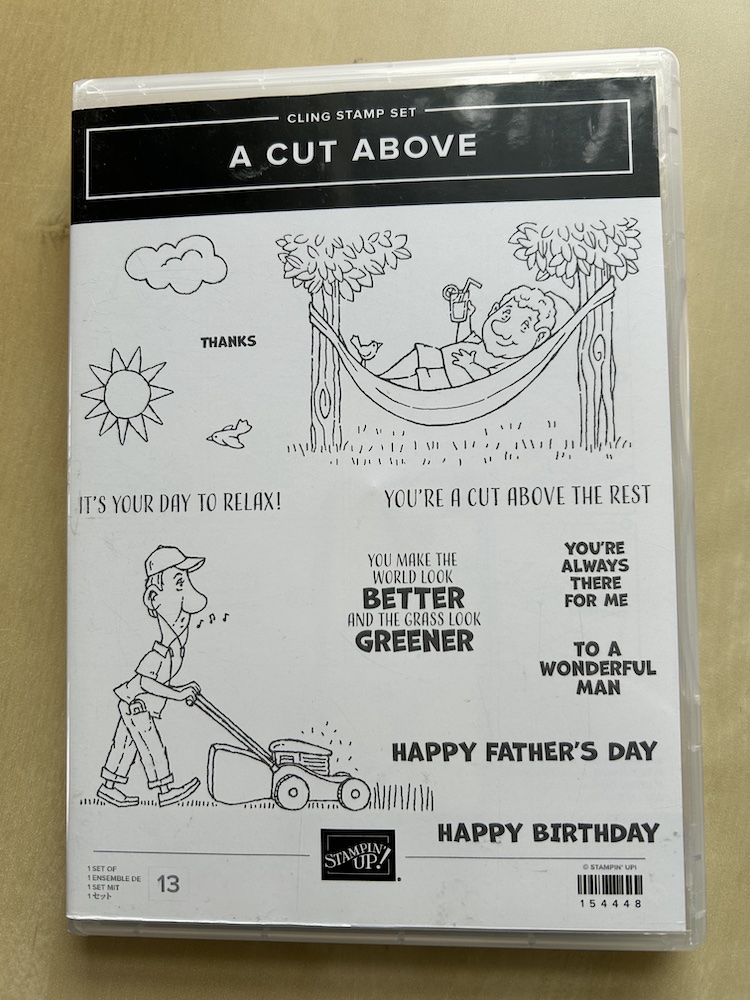 CLING STAMP SET
A CUT ABOVE
THANKS
IT'S YOUR DAY TO RELAX!
YOU'RE A CUT ABOVE THE REST
YOU MAKE THE
WORLD LOOK
BETTER
AND THE GRASS LOOK
GREENER
YOU'RE
ALWAYS
THERE
FOR ME
TO A
WONDERFUL
MAN
HAPPY FATHER'S DAY
HAPPY BIRTHDAY
1 SET OF
1 ENSEMBLE DE
1 SET MIT
1 セット
13
STAMPIN'
UP!
© STAMPIN' UP!
154448